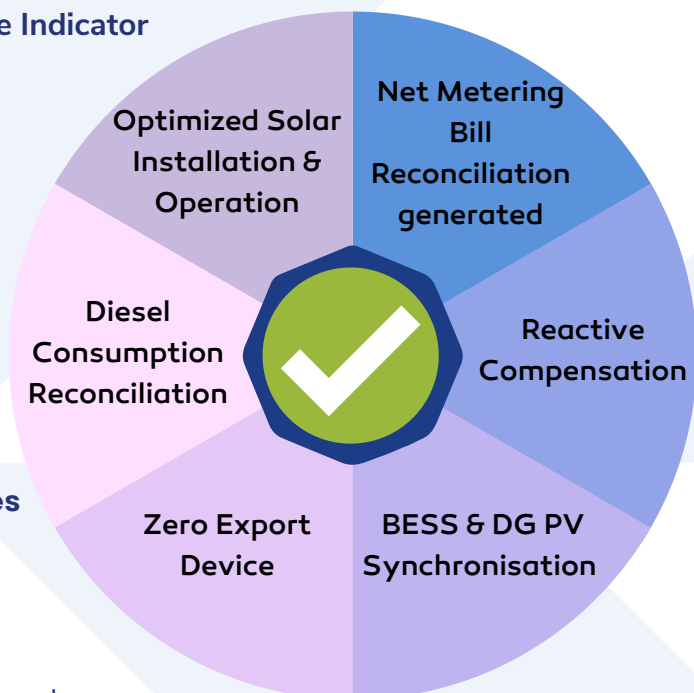 e Indicator
Optimized Solar
Installation &
Operation
Net Metering
Bill
Reconciliation
generated
Diesel
Consumption
Reconciliation
Reactive
Compensation
es
Zero Export
Device
BESS & DG PV
Synchronisation